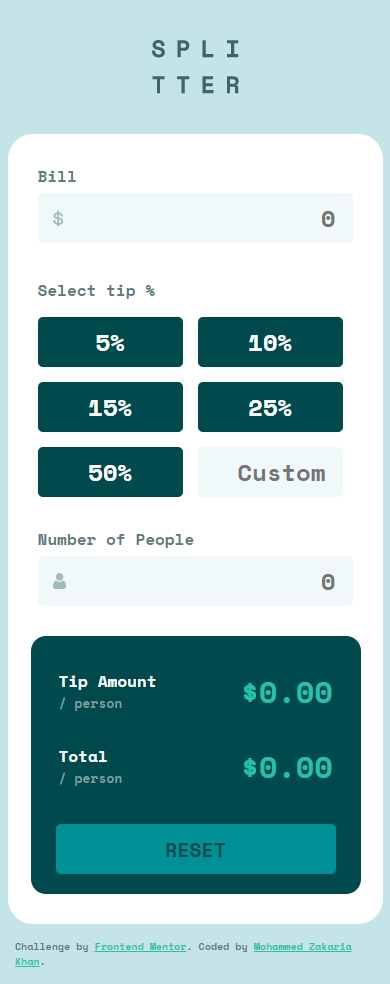 SPLI
TTER
Bill
$ 0
Select tip %
5% 10%
15% 25%
50% Custom
Number of People
0
Tip Amount
/ person
$0.00
Total
/ person
$0.00
RESET
Challenge by Frontend Mentor. Coded by Mohammed Zakaria
Khan.